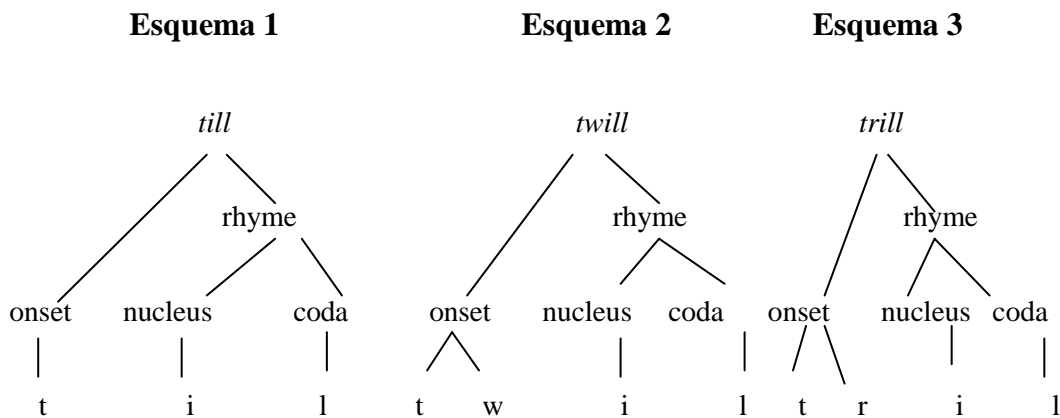 Esquema 1 Esquema 2 Esquema 3
till twill trill
rhyme rhyme rhyme
onset nucleus coda onset nucleus coda onset nucleus coda
t i l t w i l t r i l